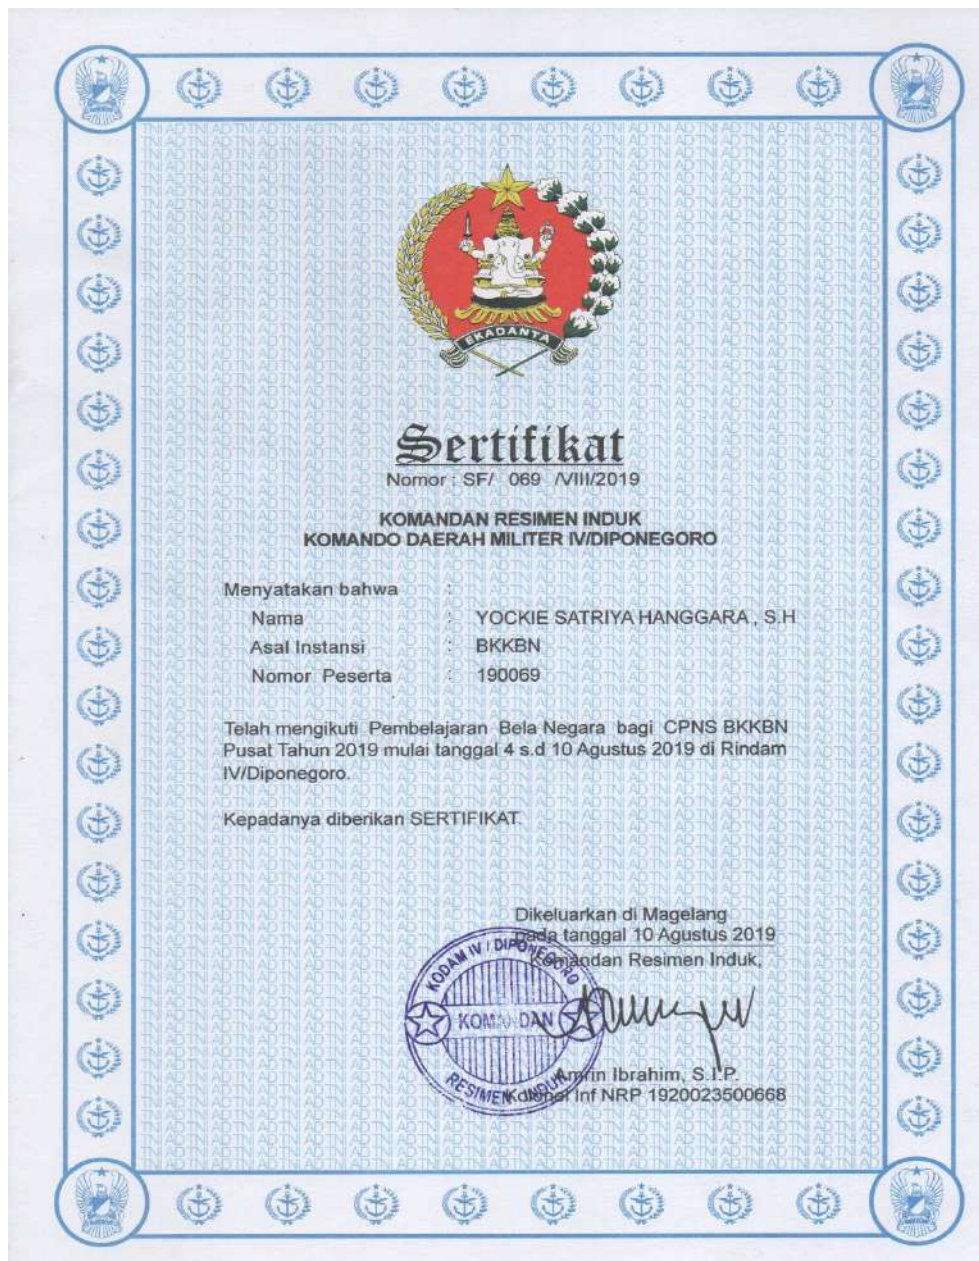 EKADANTA
Sertifikat
Nomor : SF/ 069 /VIII/2019
KOMANDAN RESIMEN INDUK
KOMANDO DAERAH MILITER IV/DIPONEGORO
Menyatakan bahwa :
Nama : YOCKIE SATRIYA HANGGARA , S.H
Asal Instansi : BKKBN
Nomor Peserta : 190069
Telah mengikuti Pembelajaran Bela Negara bagi CPNS BKKBN
Pusat Tahun 2019 mulai tanggal 4 s.d 10 Agustus 2019 di Rindam
IV/Diponegoro.
Kepadanya diberikan SERTIFIKAT.
Dikeluarkan di Magelang
pada tanggal 10 Agustus 2019
Komandan Resimen Induk,
KODAM IV / DIPONEGORO
KOMANDAN
RESIMEN INDUK
Amrin Ibrahim, S.I.P.
Kolonel Inf NRP 1920023500668